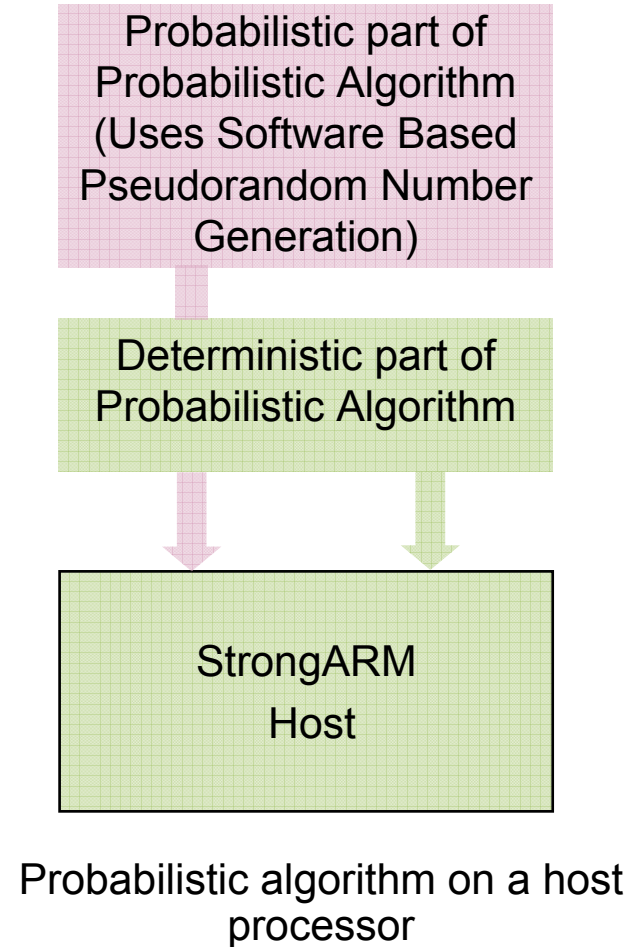 Probabilistic part of
Probabilistic Algorithm
(Uses Software Based
Pseudorandom Number
Generation)
Deterministic part of
Probabilistic Algorithm
StrongARM
Host
Probabilistic algorithm on a host
processor